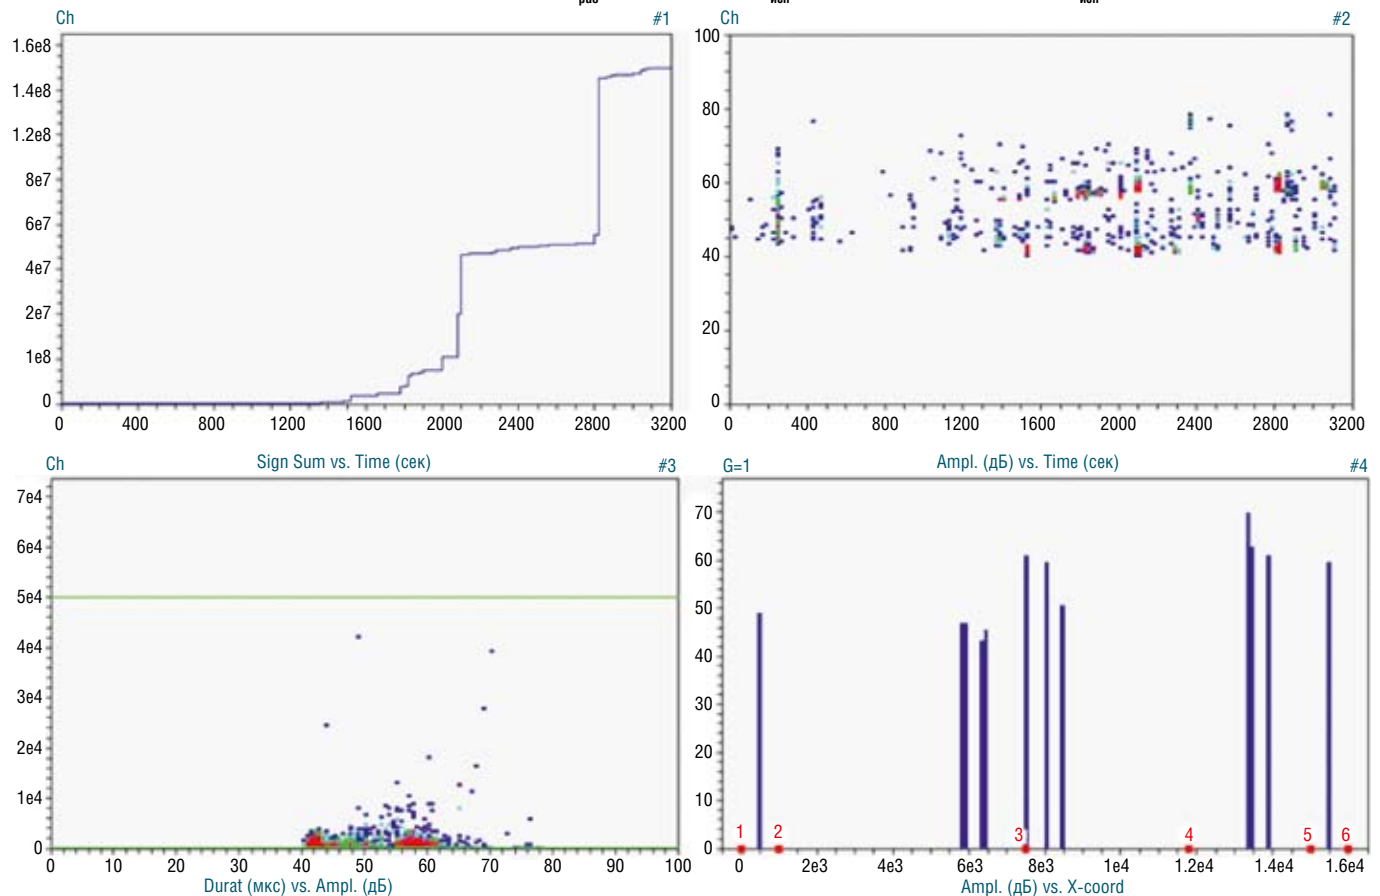 раб исп исп
Ch #1
1.6e8
1.4e8
1.2e8
8e7
6e7
4e7
2e7
1e8
0
0 400 800 1200 1600 2000 2400 2800 3200
Sign Sum vs. Time (сек)
Ch #2
100
80
60
40
20
0
0 400 800 1200 1600 2000 2400 2800 3200
Ampl. (дБ) vs. Time (сек)
Ch #3
7e4
6e4
5e4
4e4
3e4
2e4
1e4
0
0 10 20 30 40 50 60 70 80 90 100
Durat (мкс) vs. Ampl. (дБ)
G=1 #4
70
60
50
40
30
20
10
0
1 2 3 4 5 6
0 2e3 4e3 6e3 8e3 1e4 1.2e4 1.4e4 1.6e4
Ampl. (дБ) vs. X-coord